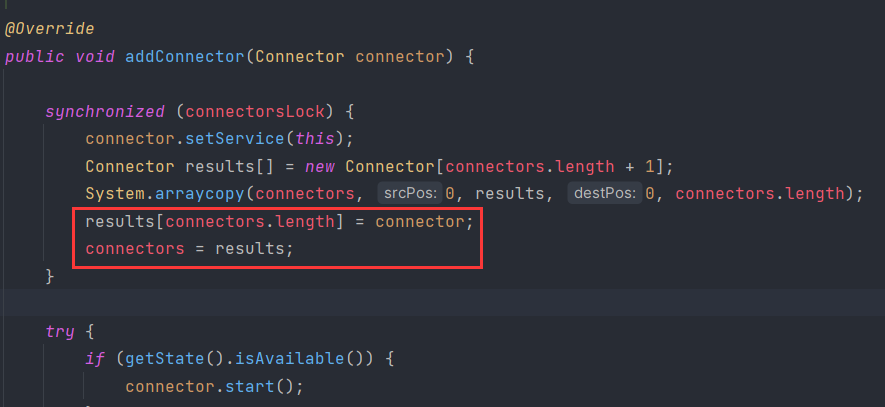 @Override
public void addConnector(Connector connector) {
synchronized (connectorsLock) {
connector.setService(this);
Connector results[] = new Connector[connectors.length + 1];
System.arraycopy(connectors, srcPos: 0, results, destPos: 0, connectors.length);
results[connectors.length] = connector;
connectors = results;
}
try {
if (getState().isAvailable()) {
connector.start();